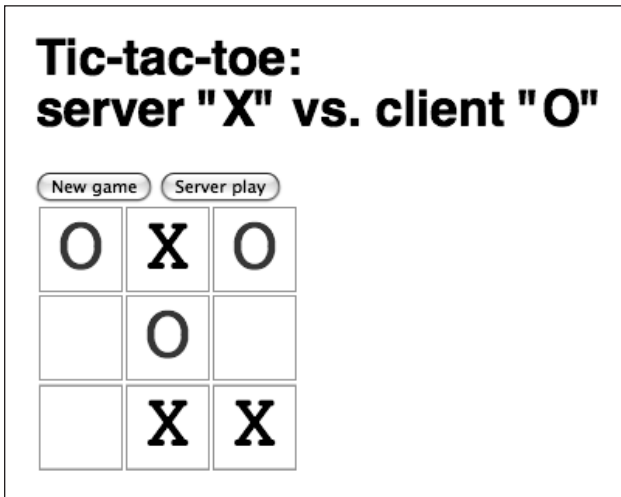 Tic-tac-toe:
server "X" vs. client "O"
New game Server play
O X O
O
X X